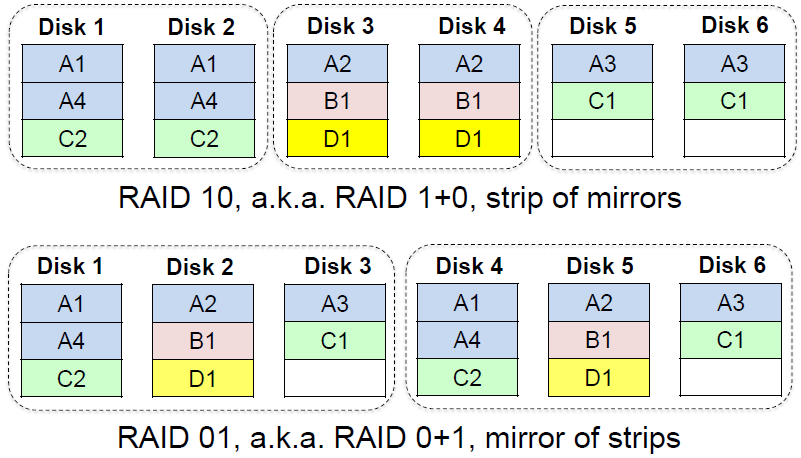 Disk 1 Disk 2 Disk 3 Disk 4 Disk 5 Disk 6
A1 A1 A2 A2 A3 A3
A4 A4 B1 B1 C1 C1
C2 C2 D1 D1
RAID 10, a.k.a. RAID 1+0, strip of mirrors
Disk 1 Disk 2 Disk 3 Disk 4 Disk 5 Disk 6
A1 A2 A3 A1 A2 A3
A4 B1 C1 A4 B1 C1
C2 D1 C2 D1
RAID 01, a.k.a. RAID 0+1, mirror of strips